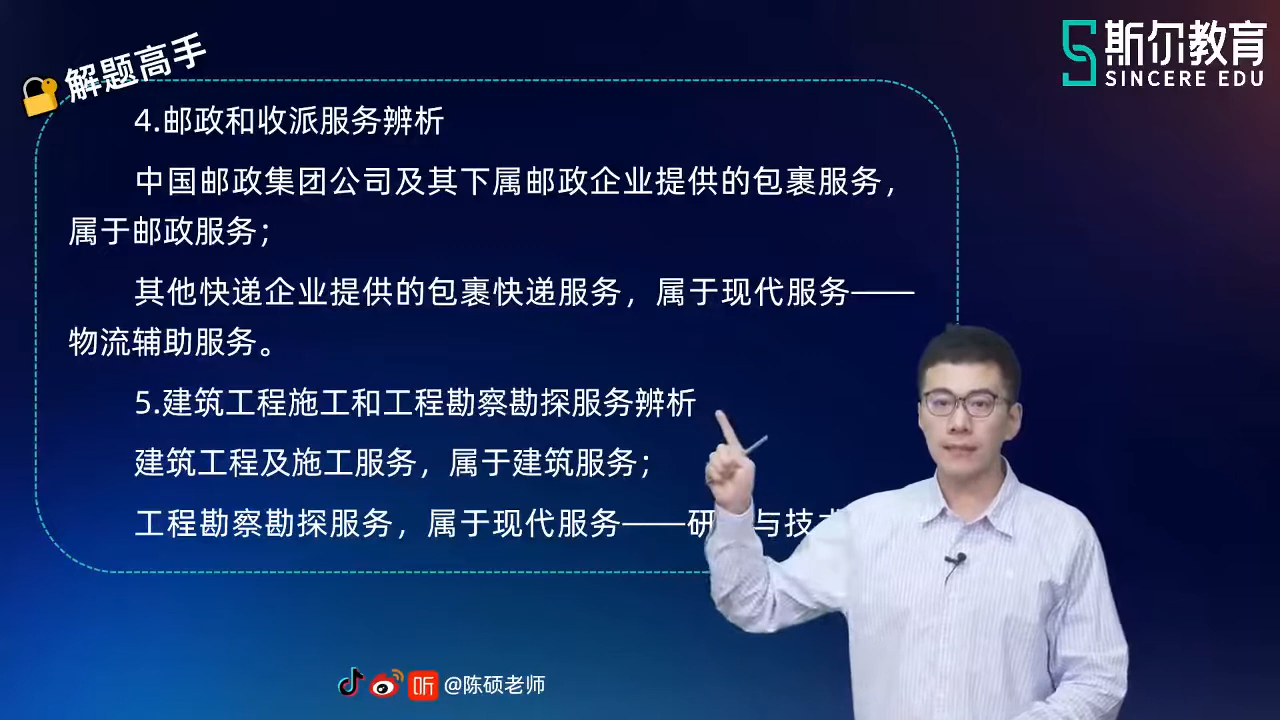 斯尔教育
SINCERE EDU
解题高手
4.邮政和收派服务辨析
中国邮政集团公司及其下属邮政企业提供的包裹服务，
属于邮政服务；
其他快递企业提供的包裹快递服务，属于现代服务——
物流辅助服务。
5.建筑工程施工和工程勘察勘探服务辨析
建筑工程及施工服务，属于建筑服务；
工程勘察勘探服务，属于现代服务——研 与技
听 @陈硕老师